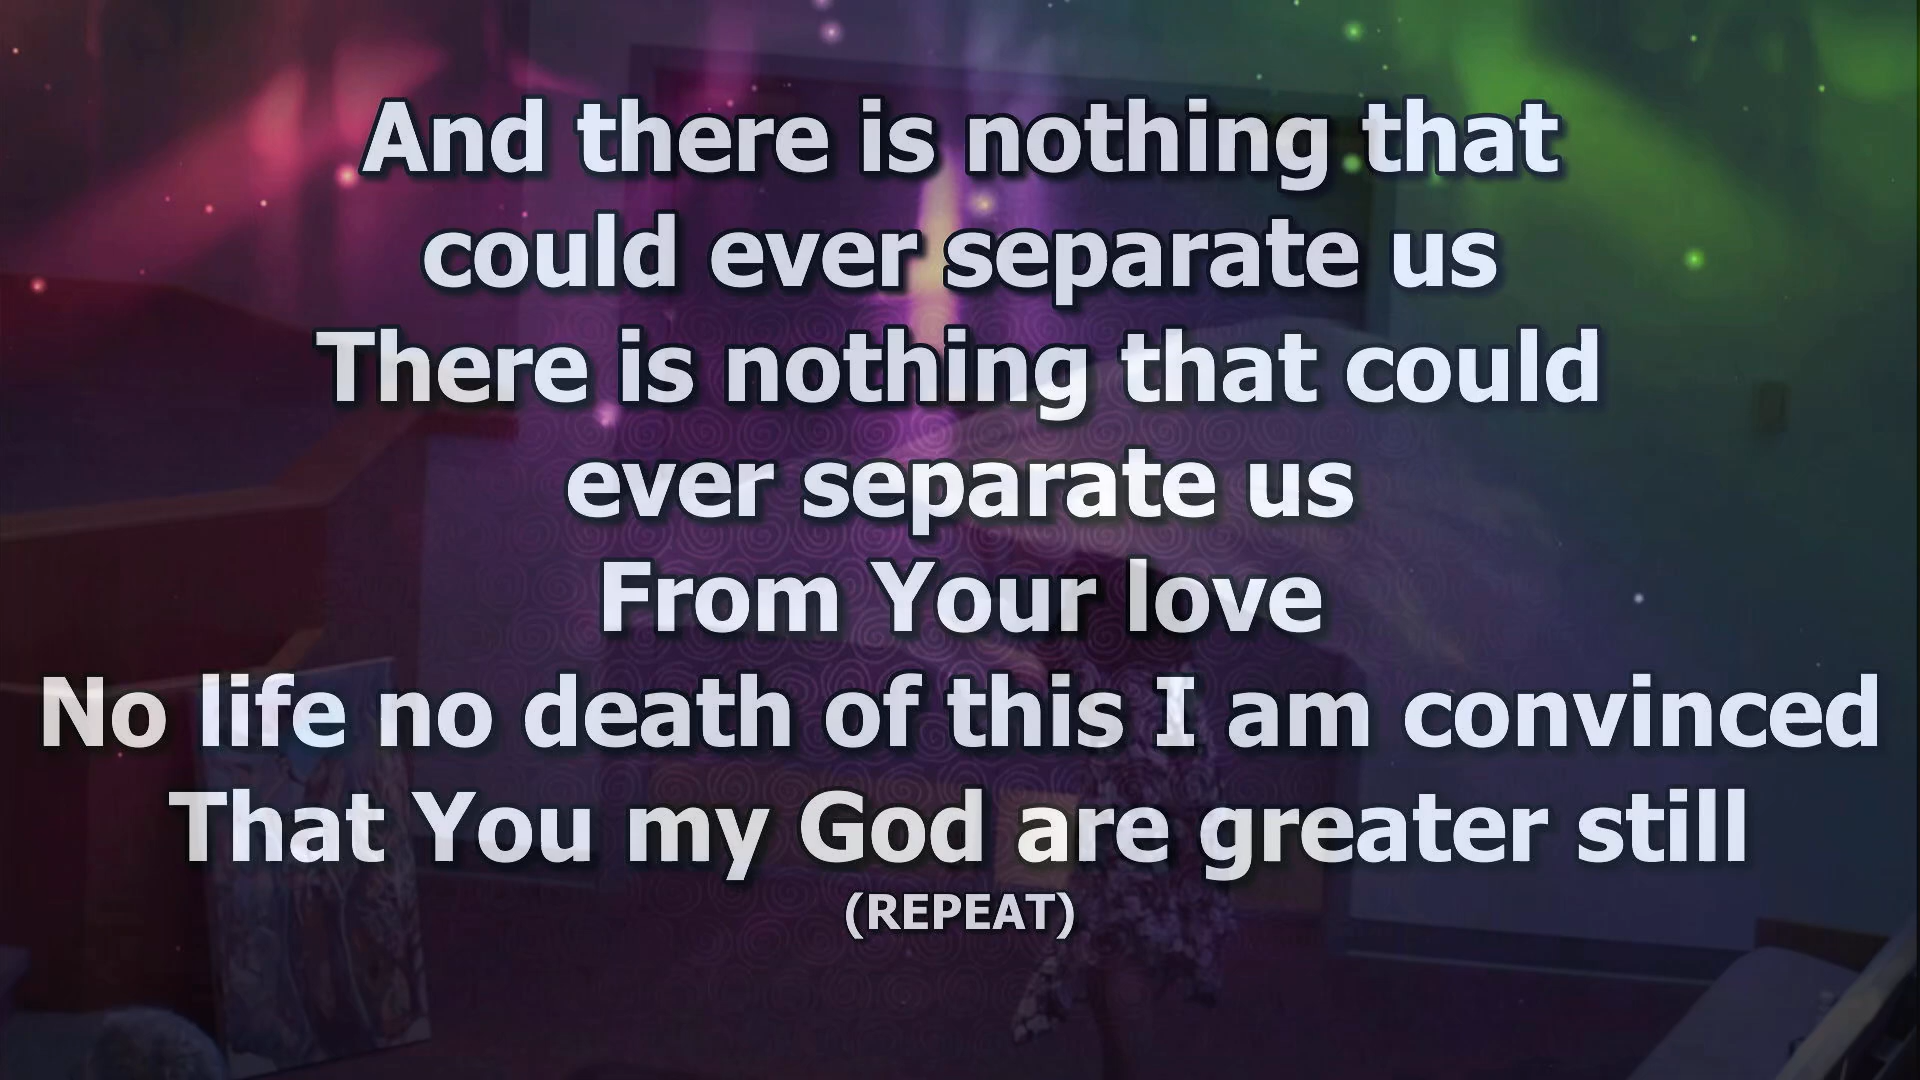 And there is nothing that
could ever separate us
There is nothing that could
ever separate us
From Your love
No life no death of this I am convinced
That You my God are greater still
(REPEAT)